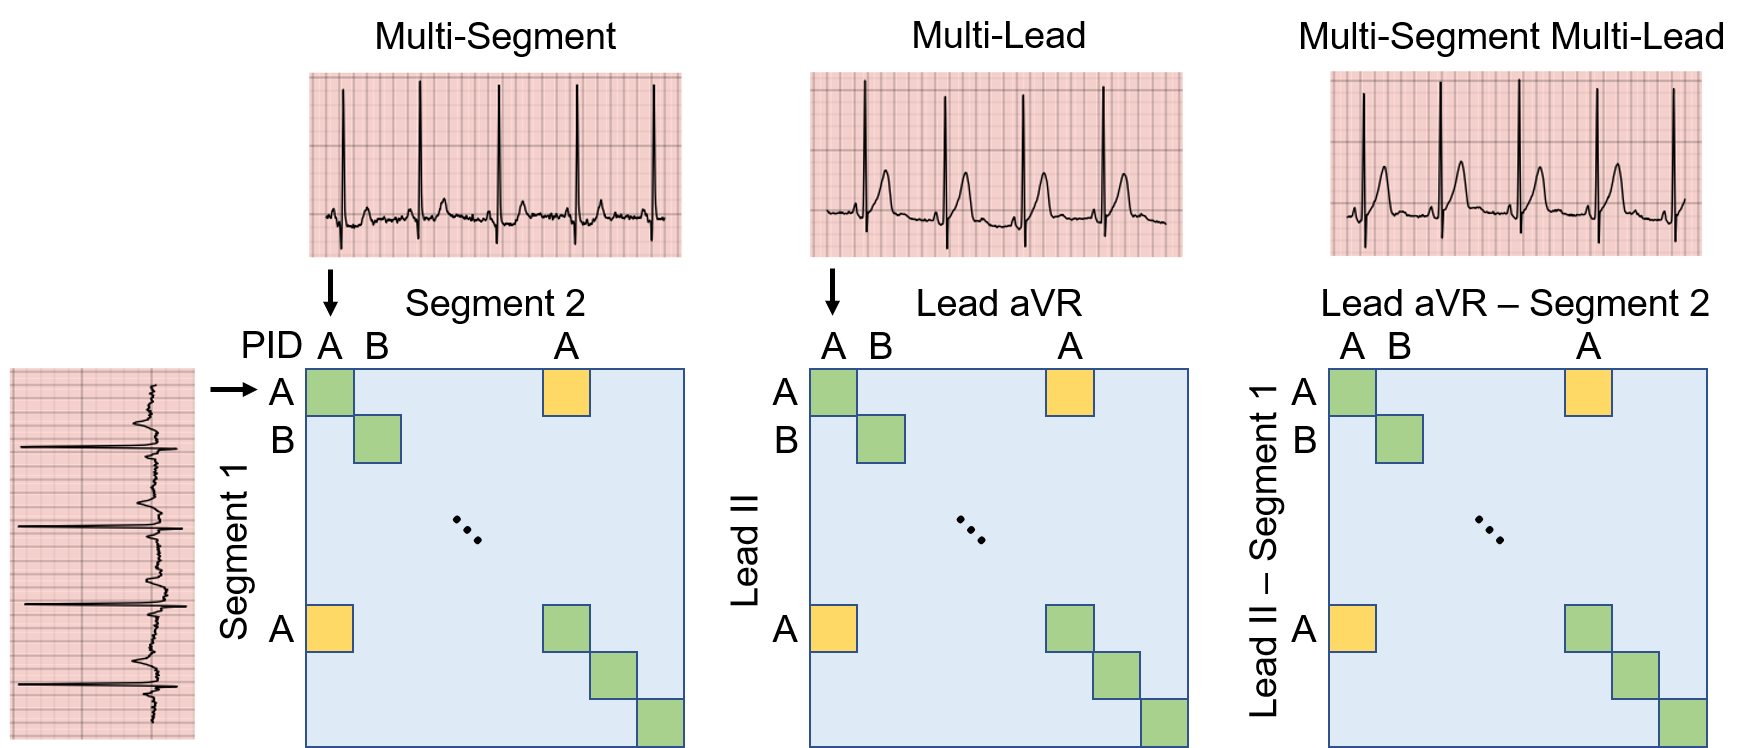 Multi-Segment
Multi-Lead
Multi-Segment Multi-Lead
Segment 2
Lead aVR
Lead aVR – Segment 2
PID A B A
A B A
A B A
Segment 1
A
B
A
Lead II
A
B
A
Lead II – Segment 1
A
B
A